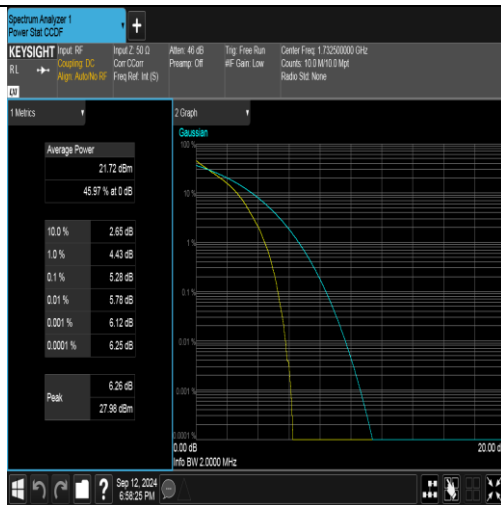 Spectrum Analyzer 1
Power Stat CCDF
KEYSIGHT
RL
Input: RF
Coupling: DC
Align: Auto/No RF
Input Z: 50 Ω
Corr CCorr
Freq Ref: Int (S)
Atten: 46 dB
Preamp: Off
Trig: Free Run
#IF Gain: Low
Center Freq: 1.732500000 GHz
Counts: 10.0 M/10.0 Mpt
Radio Std: None
LXI
1 Metrics
Average Power
21.72 dBm
45.97 % at 0 dB
10.0 % 2.65 dB
1.0 % 4.43 dB
0.1 % 5.28 dB
0.01 % 5.78 dB
0.001 % 6.12 dB
0.0001 % 6.25 dB
Peak
6.26 dB
27.98 dBm
2 Graph
Gaussian
100 %
10 %
1 %
0.1 %
0.01 %
0.001 %
0.0001 %
0.00 dB
20.00 d
Info BW 2.0000 MHz
?
Sep 12, 2024
6:58:25 PM